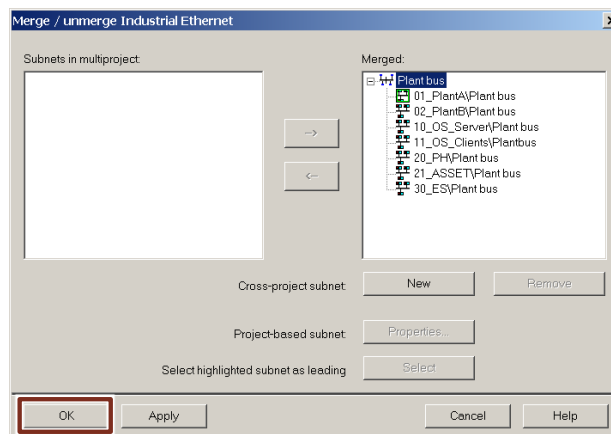 Merge / unmerge Industrial Ethernet
Subnets in multiproject:
Merged:
Plant bus
01_PlantA\Plant bus
02_PlantB\Plant bus
10_OS_Server\Plant bus
11_OS_Clients\Plantbus
20_PH\Plant bus
21_ASSET\Plant bus
30_ES\Plant bus
-->
<--
Cross-project subnet: New Remove
Project-based subnet: Properties...
Select highlighted subnet as leading Select
OK Apply Cancel Help